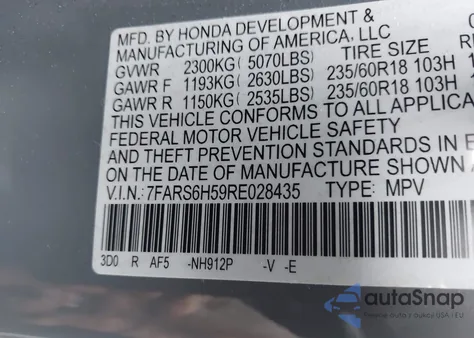 MFD. BY HONDA DEVELOPMENT &
MANUFACTURING OF AMERICA, LLC
GVWR 2300KG ( 5070LBS) TIRE SIZE
GAWR F 1193KG ( 2630LBS) 235/60R18 103H
GAWR R 1150KG ( 2535LBS) 235/60R18 103H
THIS VEHICLE CONFORMS TO ALL
FEDERAL MOTOR VEHICLE SAFETY
AND THEFT PREVENTION STANDARDS IN
ON THE DATE OF MANUFACTURE SHOWN
V.I.N.: 7FARS6H59RE028435 TYPE: MPV
3D0 R AF5 -NH912P -V -E
autoSnap